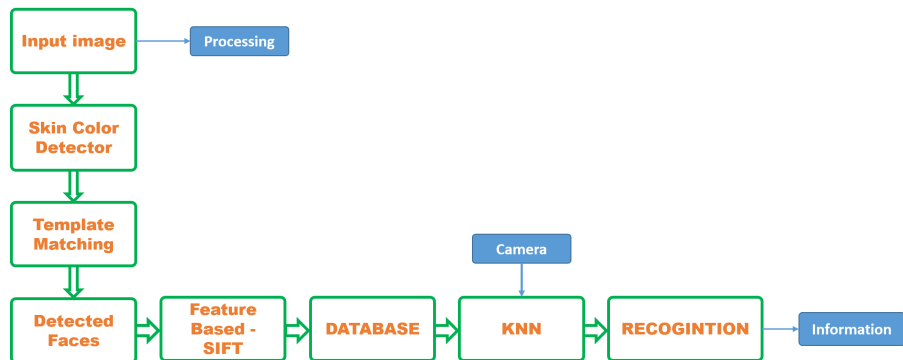 Input image
Processing
Skin Color
Detector
Template
Matching
Camera
Detected
Faces
Feature
Based -
SIFT
DATABASE
KNN
RECOGINTION
Information